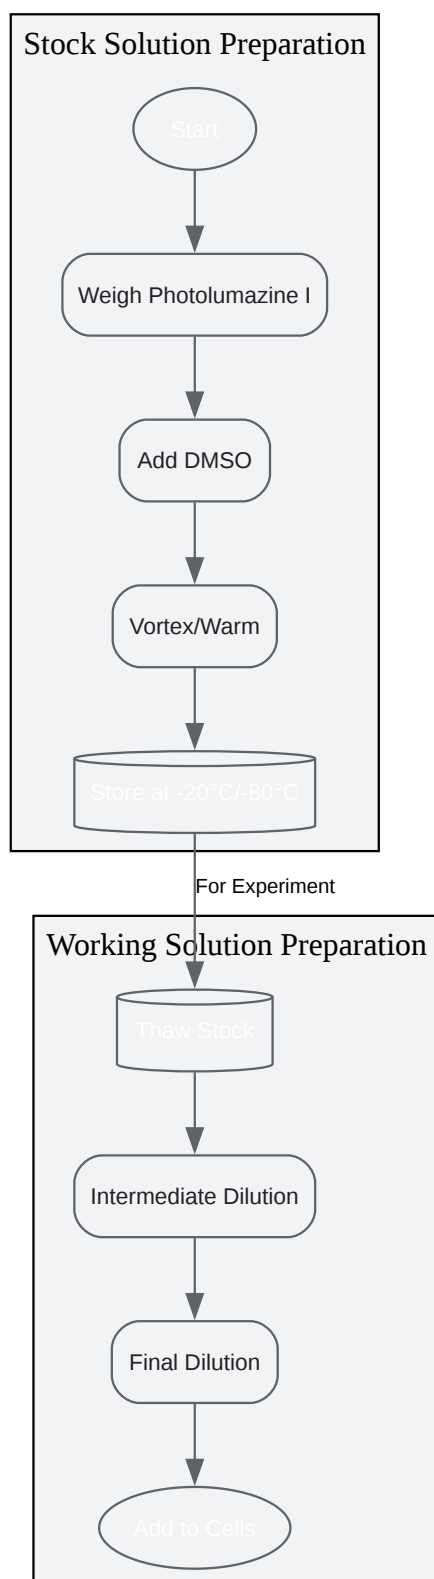 Stock Solution Preparation
Start
Weigh Photolumazine I
Add DMSO
Vortex/Warm
Store at -20°C/-80°C
For Experiment
Working Solution Preparation
Thaw Stock
Intermediate Dilution
Final Dilution
Add to Cells